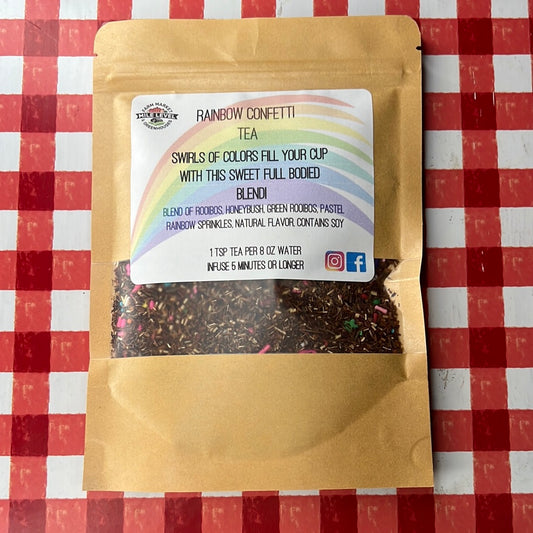 FARM MARKET
MILE LEVEL
& GREENHOUSES
RAINBOW CONFETTI
TEA
SWIRLS OF COLORS FILL YOUR CUP
WITH THIS SWEET FULL BODIED
BLEND!
BLEND OF ROOIBOS, HONEYBUSH, GREEN ROOIBOS, PASTEL
RAINBOW SPRINKLES, NATURAL FLAVOR, CONTAINS SOY
1 TSP TEA PER 8 OZ WATER
INFUSE 5 MINUTES OR LONGER